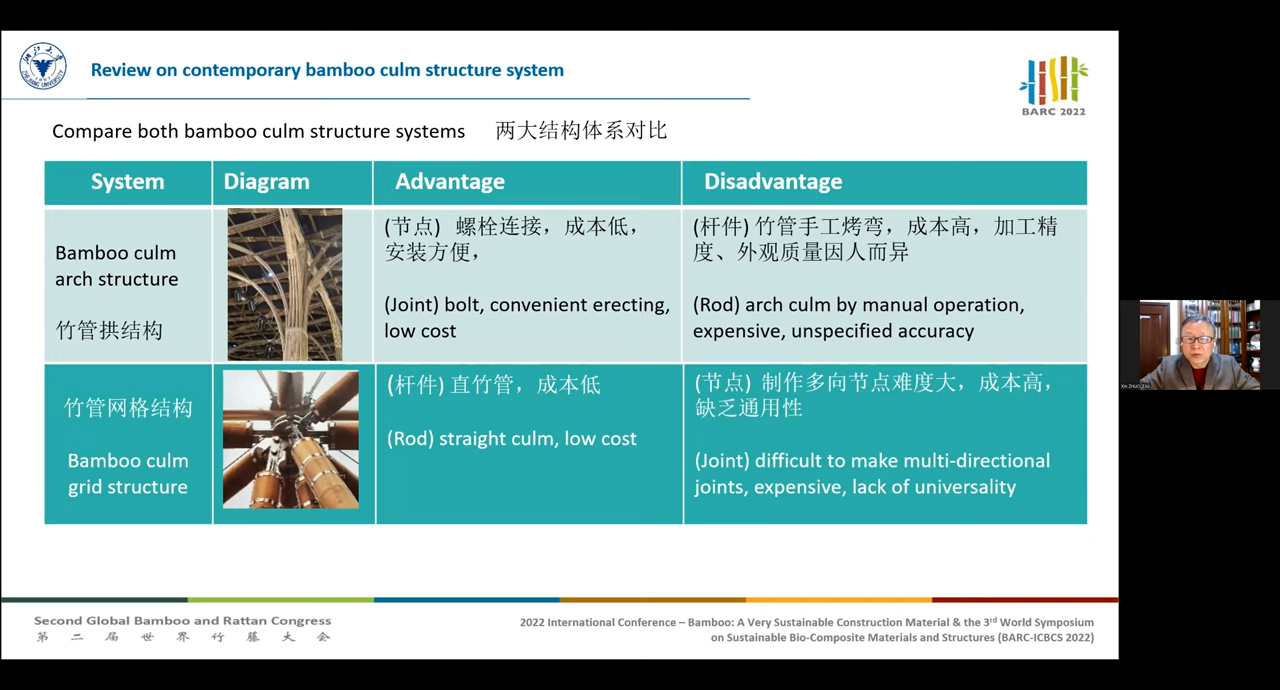 Review on contemporary bamboo culm structure system
BARC 2022
Compare both bamboo culm structure systems 两大结构体系对比
System Diagram Advantage Disadvantage
Bamboo culm
arch structure
竹管拱结构
(节点) 螺栓连接，成本低，
安装方便，
(Joint) bolt, convenient erecting,
low cost
(杆件) 竹管手工烤弯，成本高，加工精
度、外观质量因人而异
(Rod) arch culm by manual operation,
expensive, unspecified accuracy
竹管网格结构
Bamboo culm
grid structure
(杆件) 直竹管，成本低
(Rod) straight culm, low cost
(节点) 制作多向节点难度大，成本高，
缺乏通用性
(Joint) difficult to make multi-directional
joints, expensive, lack of universality
Second Global Bamboo and Rattan Congress
第二届世界竹藤大会
2022 International Conference – Bamboo: A Very Sustainable Construction Material & the 3rd World Symposium
on Sustainable Bio-Composite Materials and Structures (BARC-ICBCS 2022)